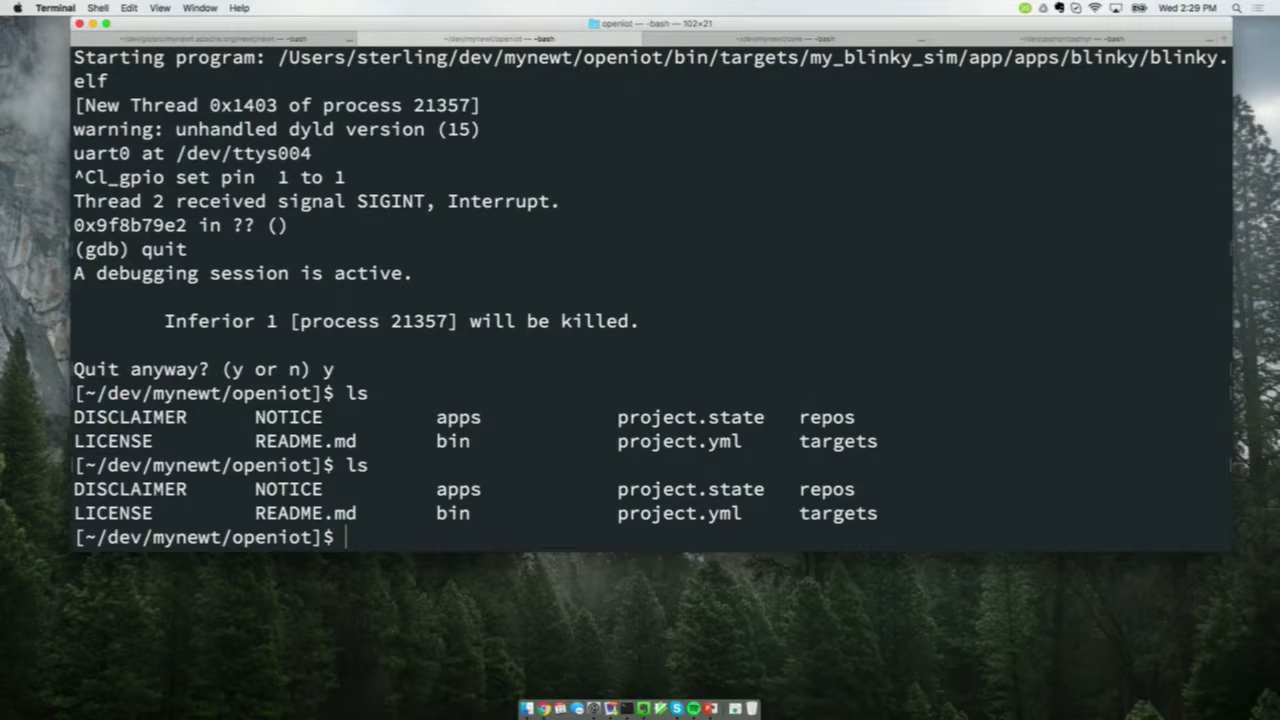 Terminal Shell Edit View Window Help Wed 2:29 PM
openiot — -bash — 102×21
~/dev/mynewt/openiot — -bash
Starting program: /Users/sterling/dev/mynewt/openiot/bin/targets/my_blinky_sim/app/apps/blinky/blinky.
elf
[New Thread 0x1403 of process 21357]
warning: unhandled dyld version (15)
uart0 at /dev/ttys004
^Cl_gpio set pin  1 to 1
Thread 2 received signal SIGINT, Interrupt.
0x9f8b79e2 in ?? ()
(gdb) quit
A debugging session is active.
Inferior 1 [process 21357] will be killed.
Quit anyway? (y or n) y
[~/dev/mynewt/openiot]$ ls
DISCLAIMER NOTICE apps project.state repos
LICENSE README.md bin project.yml targets
[~/dev/mynewt/openiot]$ ls
DISCLAIMER NOTICE apps project.state repos
LICENSE README.md bin project.yml targets
[~/dev/mynewt/openiot]$